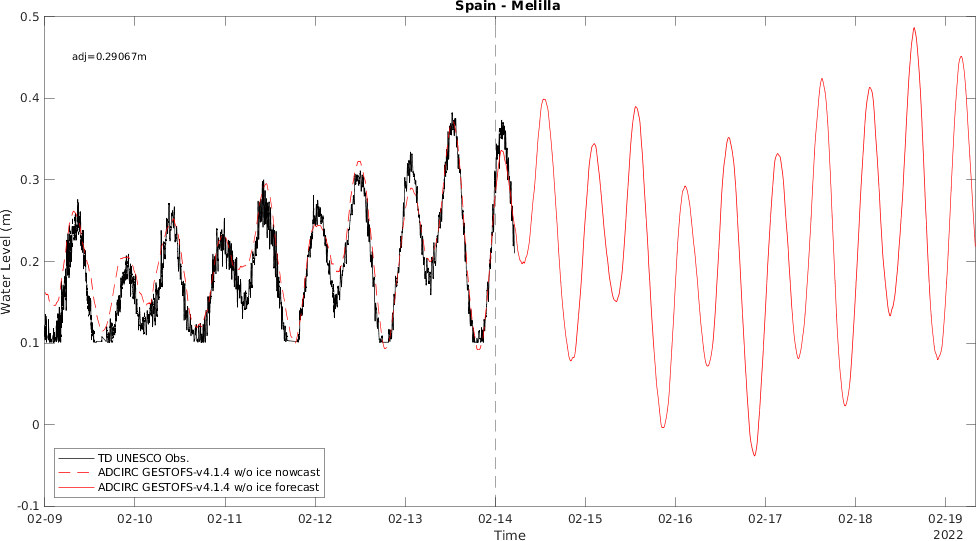 Spain - Melilla
adj=0.29067m
0.5
0.4
0.3
0.2
0.1
0
-0.1
Water Level (m)
TD UNESCO Obs.
ADCIRC GESTOFS-v4.1.4 w/o ice nowcast
ADCIRC GESTOFS-v4.1.4 w/o ice forecast
02-09 02-10 02-11 02-12 02-13 02-14 02-15 02-16 02-17 02-18 02-19
Time
2022